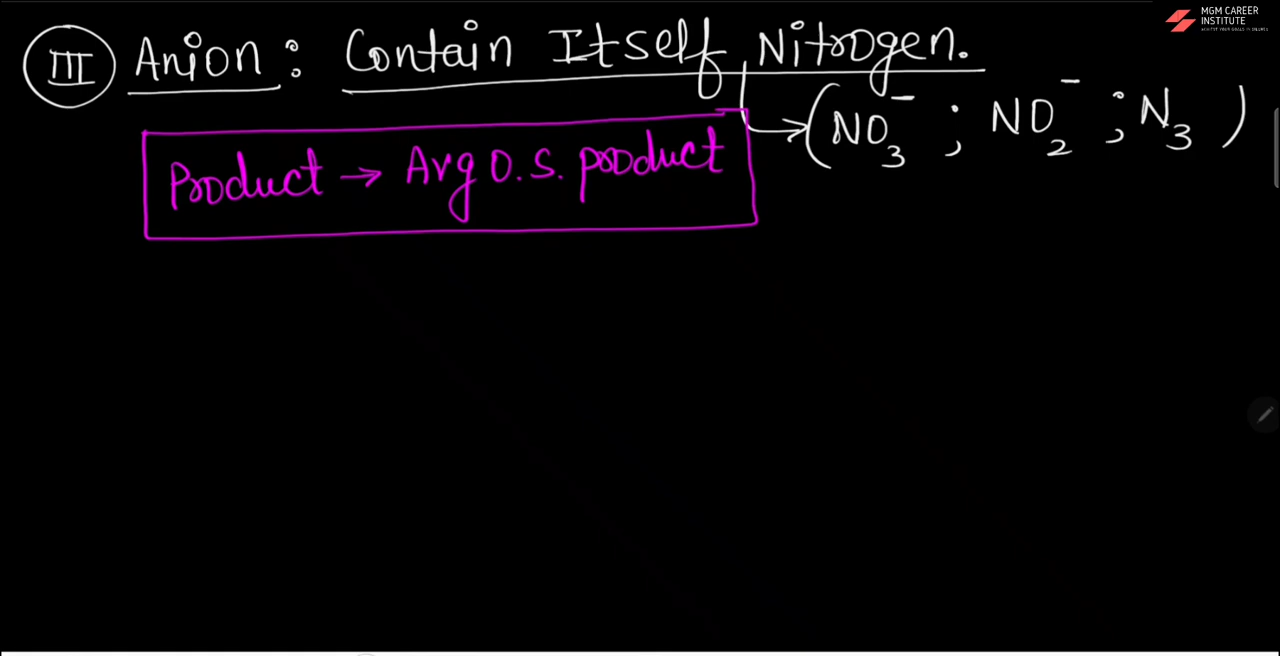 MGM CAREER
INSTITUTE
(III) Anion : Contain Itself Nitrogen.
(NO₃⁻ ; NO₂⁻ ; N₃ )
Product → Avg O.S. product